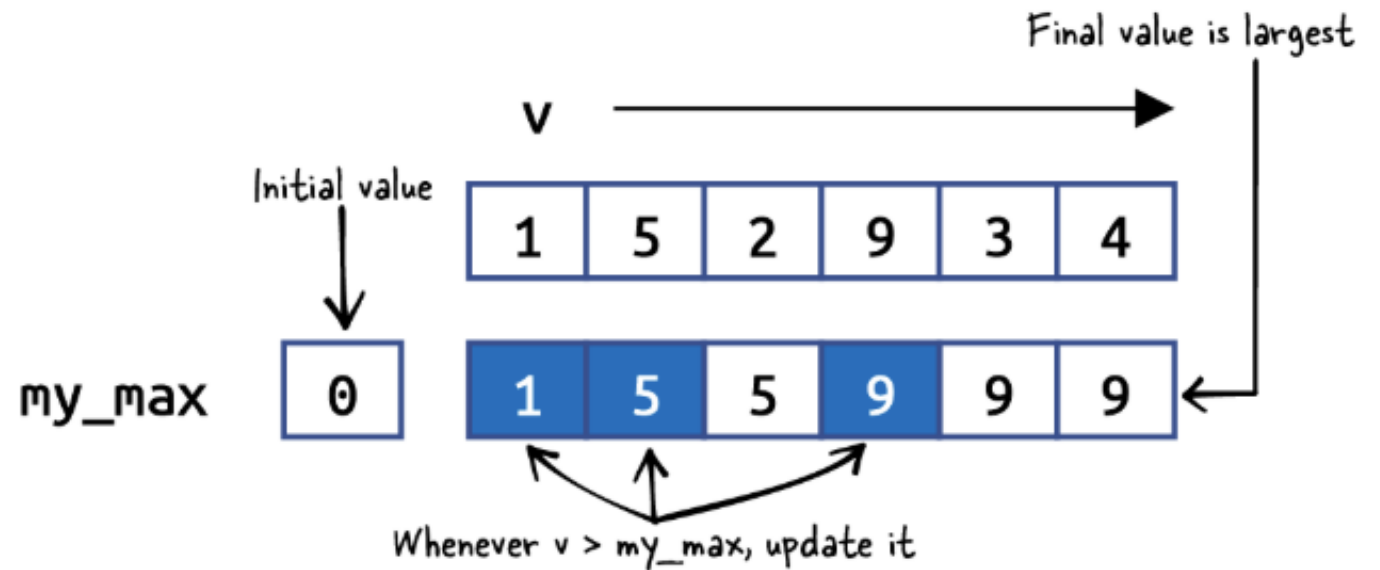 Final value is largest
v
Initial value
1 5 2 9 3 4
my_max 0 1 5 5 9 9 9
Whenever v > my_max, update it